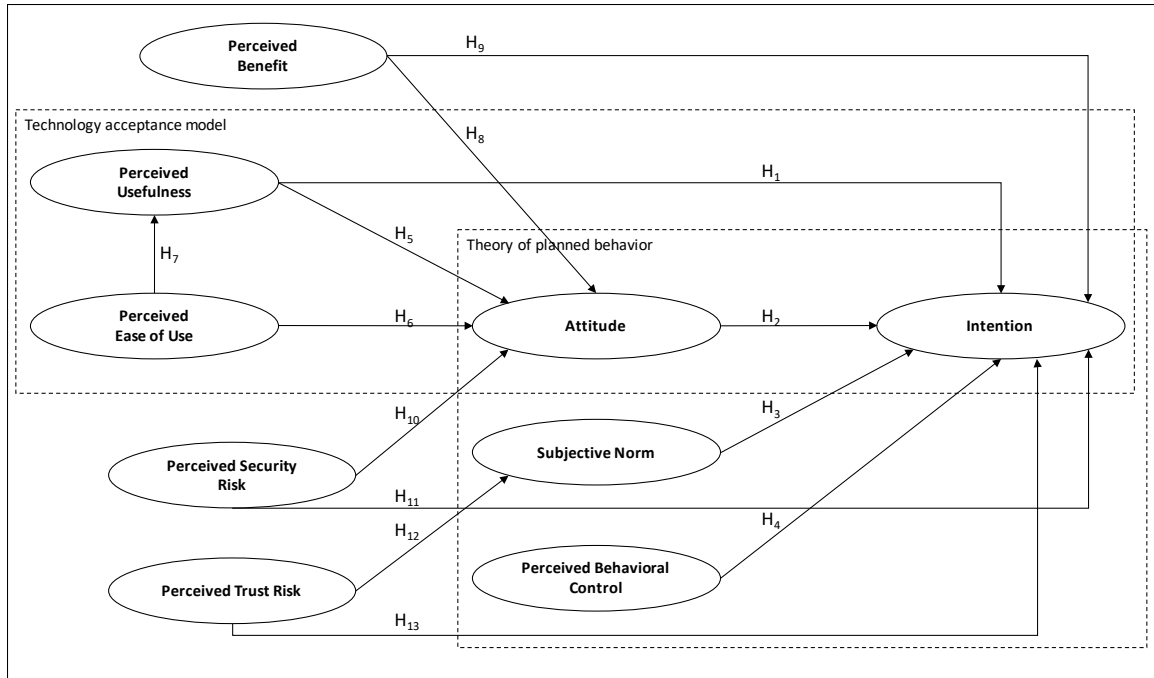 Perceived
Benefit
H9
Technology acceptance model
H8
Perceived
Usefulness
H1
H5
Theory of planned behavior
H7
Perceived
Ease of Use
H6
Attitude
H2
Intention
H10
H3
Perceived Security
Risk
Subjective Norm
H11
H12
H4
Perceived Trust Risk
Perceived Behavioral
Control
H13